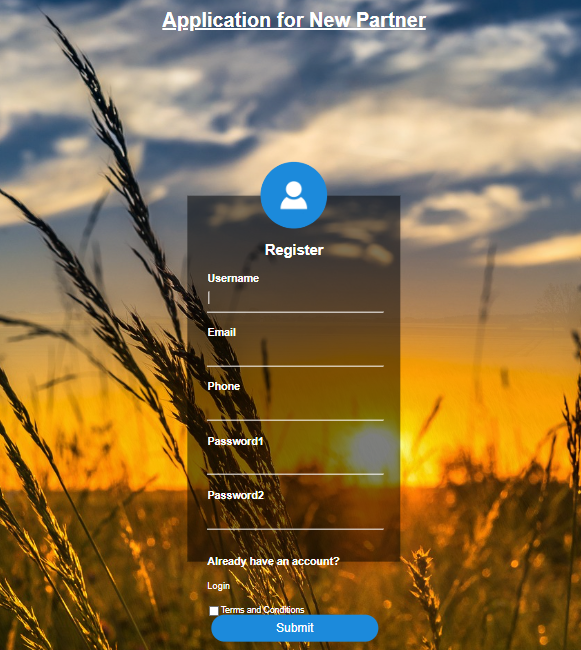 Application for New Partner
Register
Username
Email
Phone
Password1
Password2
Already have an account?
Login
Terms and Conditions
Submit